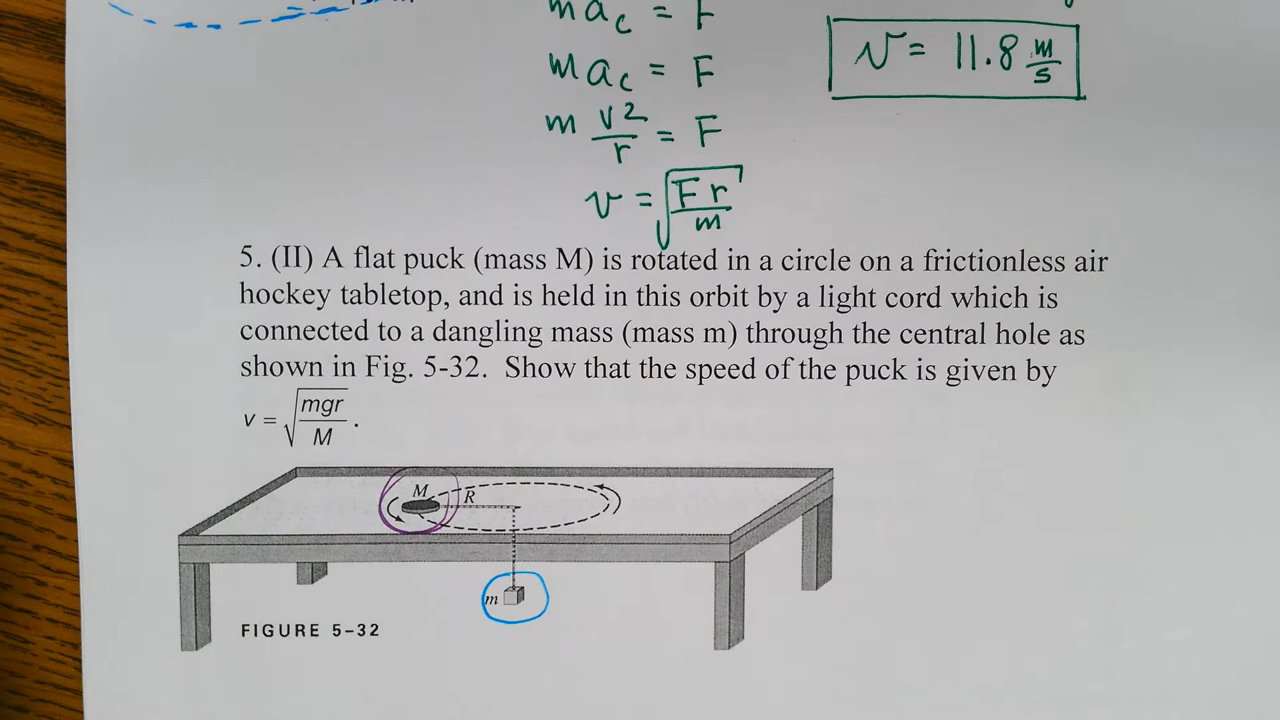 ma_c = F
v = 11.8 m/s
ma_c = F
m v²/r = F
v = √(Fr/m)
5. (II) A flat puck (mass M) is rotated in a circle on a frictionless air
hockey tabletop, and is held in this orbit by a light cord which is
connected to a dangling mass (mass m) through the central hole as
shown in Fig. 5-32. Show that the speed of the puck is given by
v = √(mgr/M).
M
R
m
FIGURE 5-32